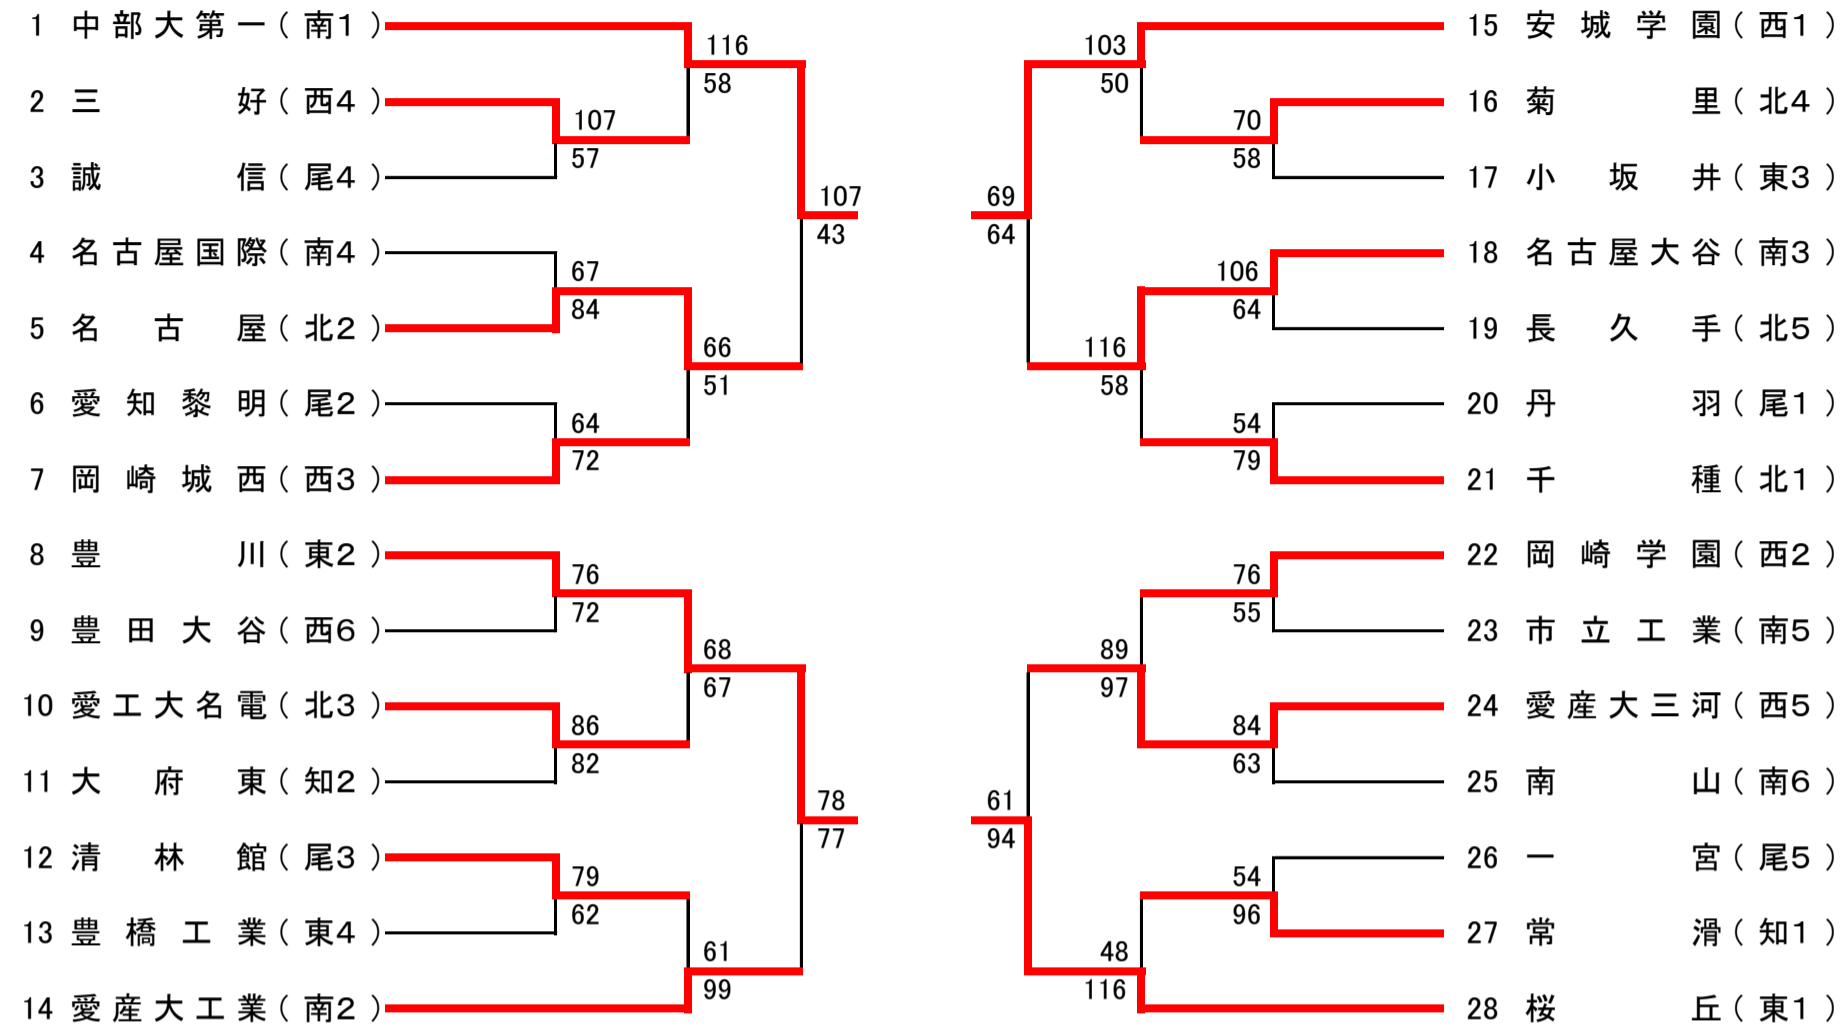 1 中部大第一(南1)
116
58
2 三好(西4)
107
57
3 誠信(尾4)
107
43
4 名古屋国際(南4)
67
84
5 名古屋(北2)
66
51
6 愛知黎明(尾2)
64
72
7 岡崎城西(西3)
8 豊川(東2)
76
72
9 豊田大谷(西6)
68
67
10 愛工大名電(北3)
86
82
11 大府東(知2)
78
77
12 清林館(尾3)
79
62
13 豊橋工業(東4)
61
99
14 愛産大工業(南2)
15 安城学園(西1)
103
50
16 菊里(北4)
70
58
17 小坂井(東3)
69
64
18 名古屋大谷(南3)
106
64
19 長久手(北5)
116
58
20 丹羽(尾1)
54
79
21 千種(北1)
22 岡崎学園(西2)
76
55
23 市立工業(南5)
89
97
24 愛産大三河(西5)
84
63
25 南山(南6)
61
94
26 一宮(尾5)
54
96
27 常滑(知1)
48
116
28 桜丘(東1)